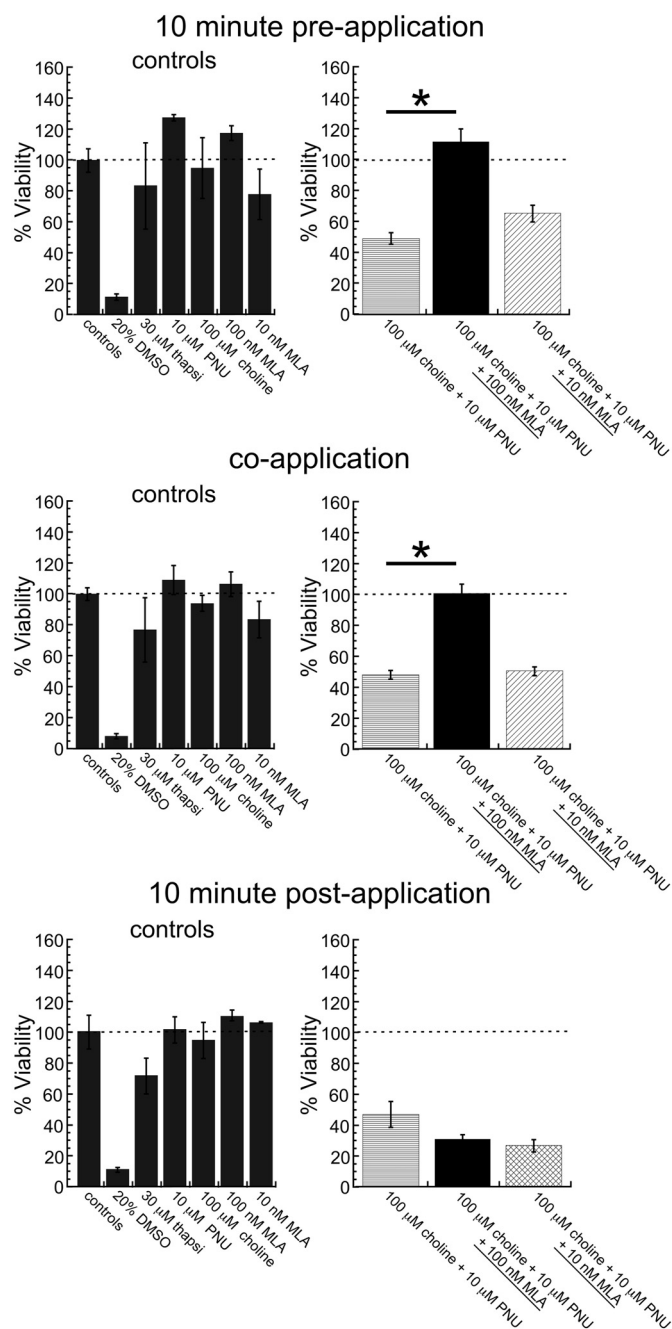 10 minute pre-application
controls
% Viability
160
140
120
100
80
60
40
20
0
controls
20% DMSO
30 μM thapsi
10 μM PNU
100 μM choline
100 nM MLA
10 nM MLA
*
% Viability
160
140
120
100
80
60
40
20
0
100 μM choline + 10 μM PNU
100 μM choline + 10 μM PNU
+ 100 nM MLA
100 μM choline + 10 μM PNU
+ 10 nM MLA
co-application
controls
% Viability
160
140
120
100
80
60
40
20
0
controls
20% DMSO
30 μM thapsi
10 μM PNU
100 μM choline
100 nM MLA
10 nM MLA
*
% Viability
160
140
120
100
80
60
40
20
0
100 μM choline + 10 μM PNU
100 μM choline + 10 μM PNU
+ 100 nM MLA
100 μM choline + 10 μM PNU
+ 10 nM MLA
10 minute post-application
controls
% Viability
160
140
120
100
80
60
40
20
0
controls
20% DMSO
30 μM thapsi
10 μM PNU
100 μM choline
100 nM MLA
10 nM MLA
% Viability
160
140
120
100
80
60
40
20
0
100 μM choline + 10 μM PNU
100 μM choline + 10 μM PNU
+ 100 nM MLA
100 μM choline + 10 μM PNU
+ 10 nM MLA